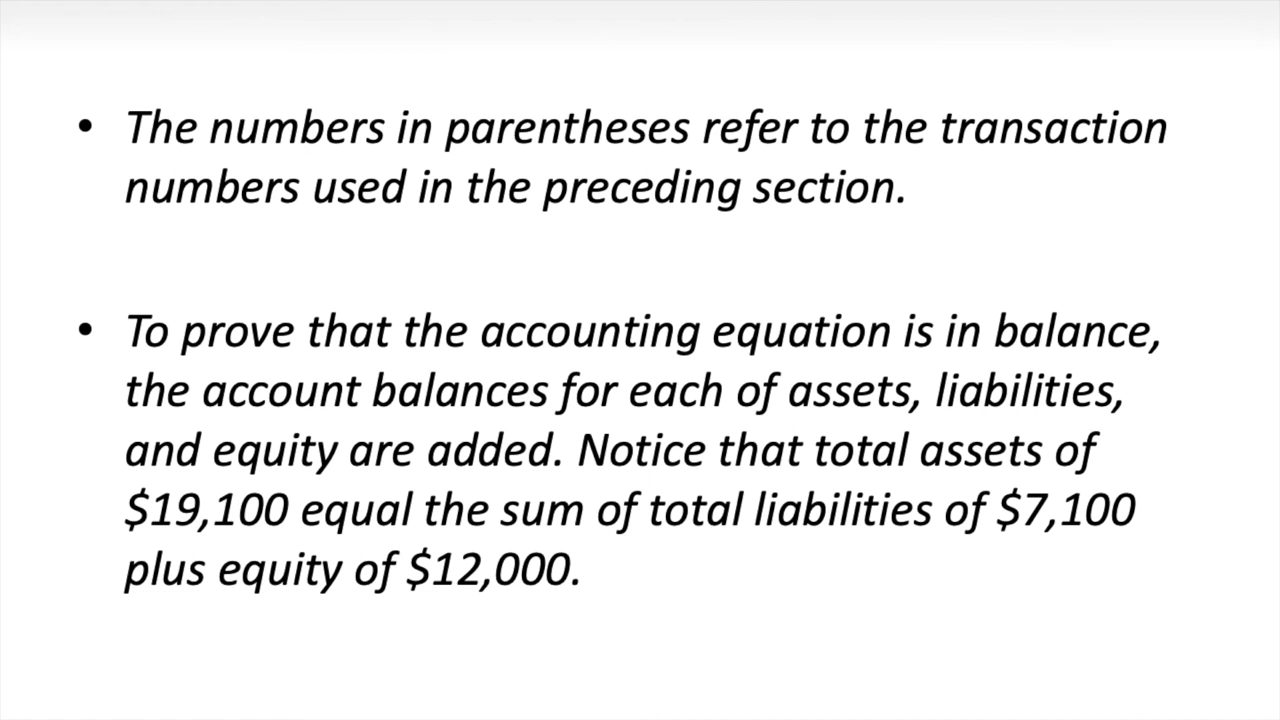 • The numbers in parentheses refer to the transaction
numbers used in the preceding section.
• To prove that the accounting equation is in balance,
the account balances for each of assets, liabilities,
and equity are added. Notice that total assets of
$19,100 equal the sum of total liabilities of $7,100
plus equity of $12,000.